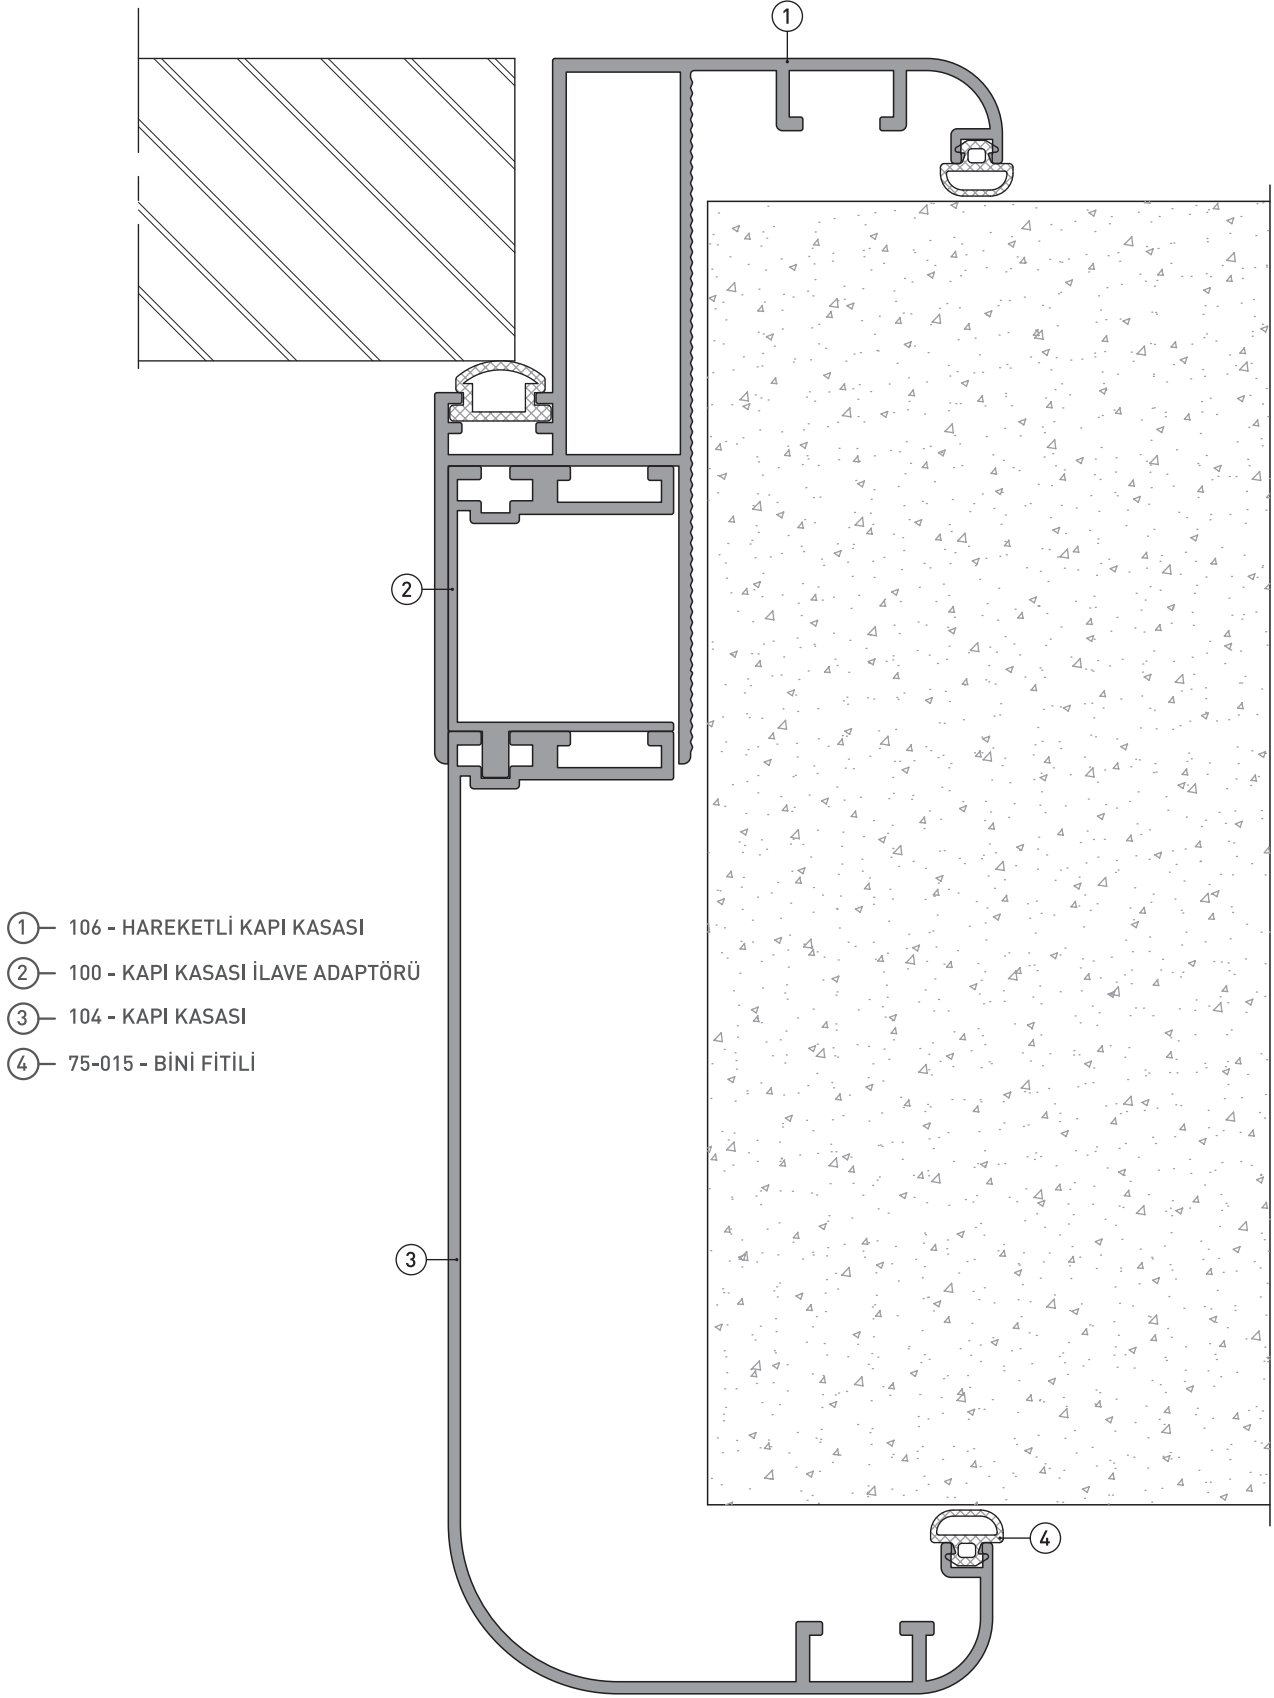 1
2
1 106 - HAREKETLİ KAPI KASASI
2 100 - KAPI KASASI İLAVE ADAPTÖRÜ
3 104 - KAPI KASASI
4 75-015 - BİNİ FİTİLİ
3
4